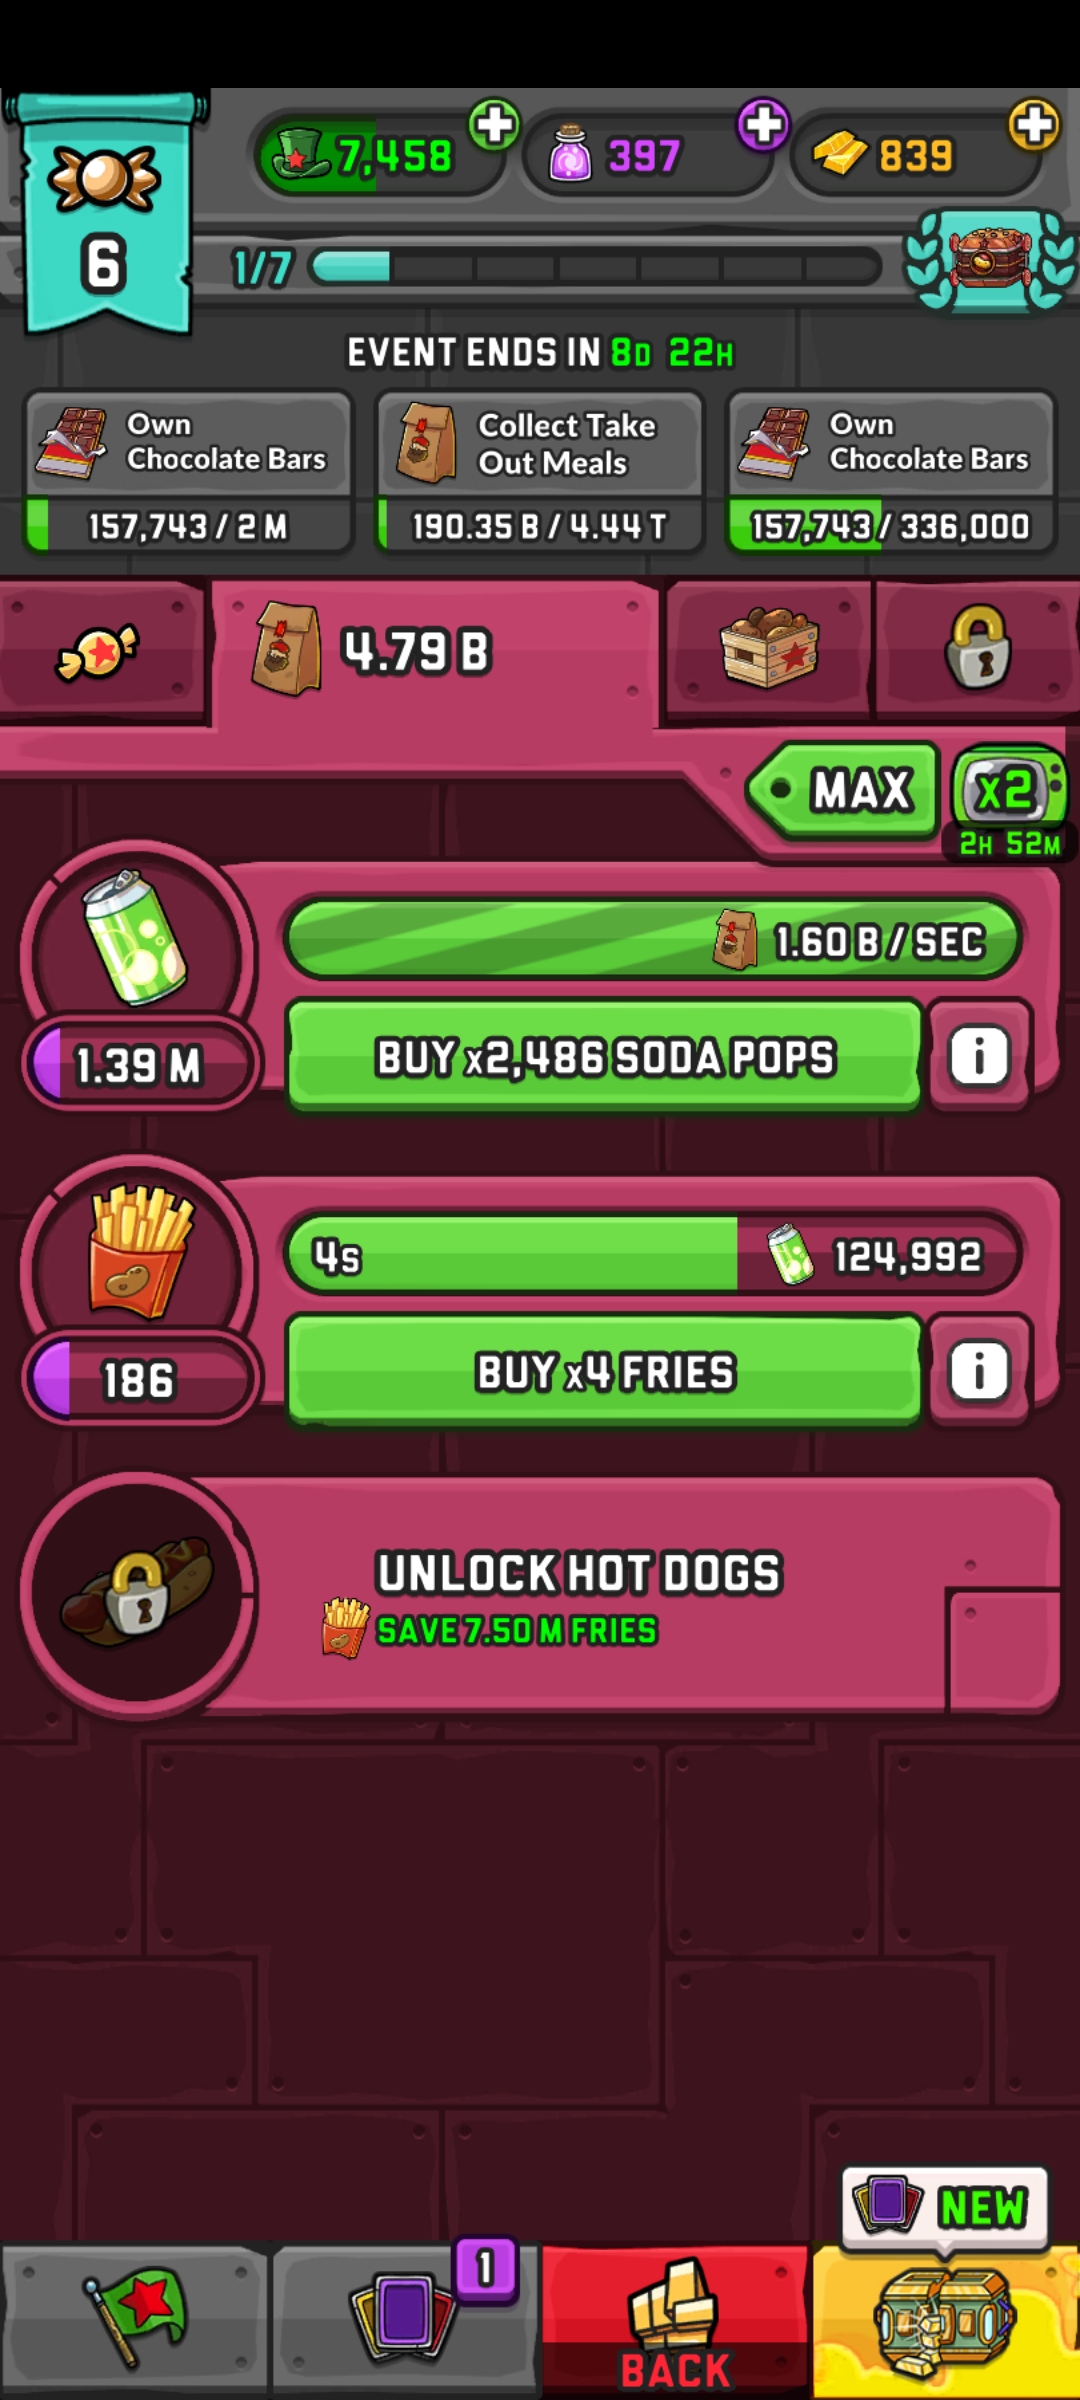 7,458
397
839
6
1/7
EVENT ENDS IN 8D 22H
Own
Chocolate Bars
157,743 / 2 M
Collect Take
Out Meals
190.35 B / 4.44 T
Own
Chocolate Bars
157,743 / 336,000
4.79 B
MAX
x2
2H 52M
1.60 B / SEC
1.39 M
BUY x2,486 SODA POPS
i
4S
124,992
186
BUY x4 FRIES
i
UNLOCK HOT DOGS
SAVE 7.50 M FRIES
NEW
1
BACK